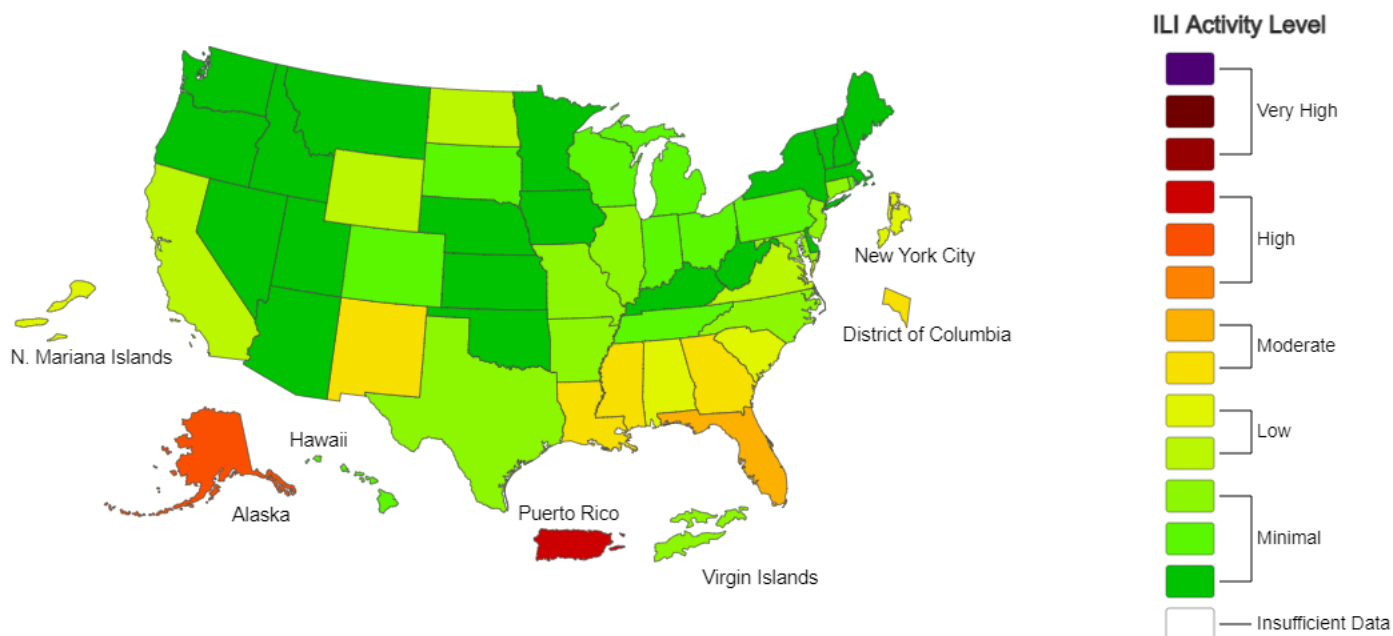 ILI Activity Level
Very High
High
Moderate
Low
Minimal
Insufficient Data
New York City
District of Columbia
N. Mariana Islands
Hawaii
Alaska
Puerto Rico
Virgin Islands